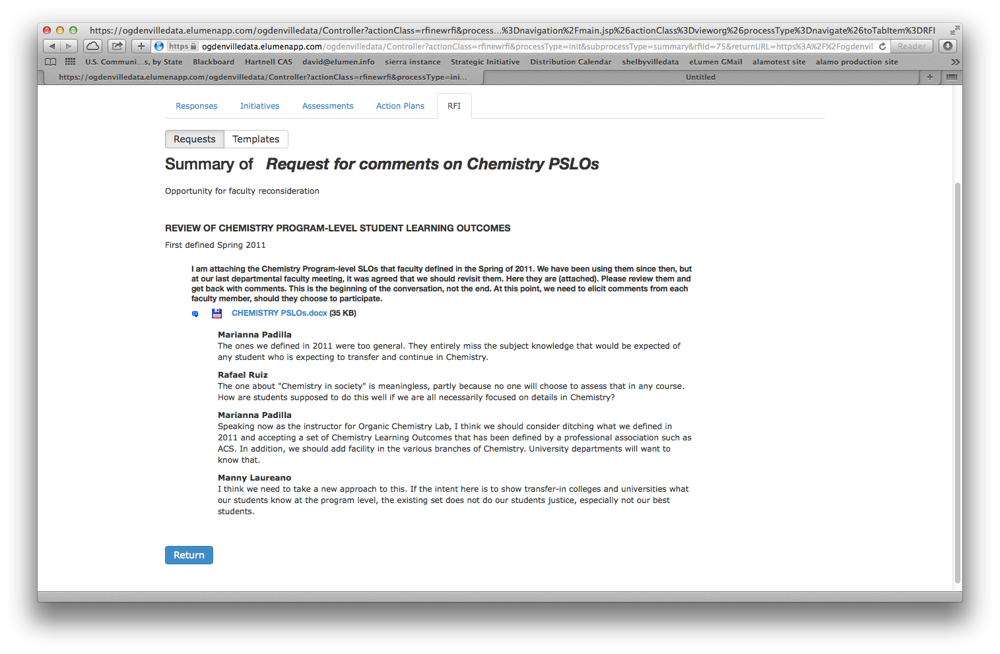 https://ogdenvilledata.elumenapp.com/ogdenvilledata/Controller?actionClass=rfinewrfi&process...%3Dnavigation%2Fmain.jsp%26actionClass%3Dvieworg%26processType%3Dnavigate%26toTabItem%3DRFI
https ogdenvilledata.elumenapp.com/ogdenvilledata/Controller?actionClass=rfinewrfi&processType=init&subprocessType=summary&rfiId=75&returnURL=https%3A%2F%2Fogdenvil Reader
U.S. Communi...s, by State Blackboard Hartnell CAS david@elumen.info sierra instance Strategic Initiative Distribution Calendar shelbyvilledata eLumen GMail alamotest site alamo production site
https://ogdenvilledata.elumenapp.com/ogdenvilledata/Controller?actionClass=rfinewrfi&processType=ini... Untitled
Responses Initiatives Assessments Action Plans RFI
Requests Templates
Summary of Request for comments on Chemistry PSLOs
Opportunity for faculty reconsideration
REVIEW OF CHEMISTRY PROGRAM-LEVEL STUDENT LEARNING OUTCOMES
First defined Spring 2011
I am attaching the Chemistry Program-level SLOs that faculty defined in the Spring of 2011. We have been using them since then, but
at our last departmental faculty meeting, it was agreed that we should revisit them. Here they are (attached). Please review them and
get back with comments. This is the beginning of the conversation, not the end. At this point, we need to elicit comments from each
faculty member, should they choose to participate.
CHEMISTRY PSLOs.docx (35 KB)
Marianna Padilla
The ones we defined in 2011 were too general. They entirely miss the subject knowledge that would be expected of
any student who is expecting to transfer and continue in Chemistry.
Rafael Ruiz
The one about "Chemistry in society" is meaningless, partly because no one will choose to assess that in any course.
How are students supposed to do this well if we are all necessarily focused on details in Chemistry?
Marianna Padilla
Speaking now as the instructor for Organic Chemistry Lab, I think we should consider ditching what we defined in
2011 and accepting a set of Chemistry Learning Outcomes that has been defined by a professional association such as
ACS. In addition, we should add facility in the various branches of Chemistry. University departments will want to
know that.
Manny Laureano
I think we need to take a new approach to this. If the intent here is to show transfer-in colleges and universities what
our students know at the program level, the existing set does not do our students justice, especially not our best
students.
Return